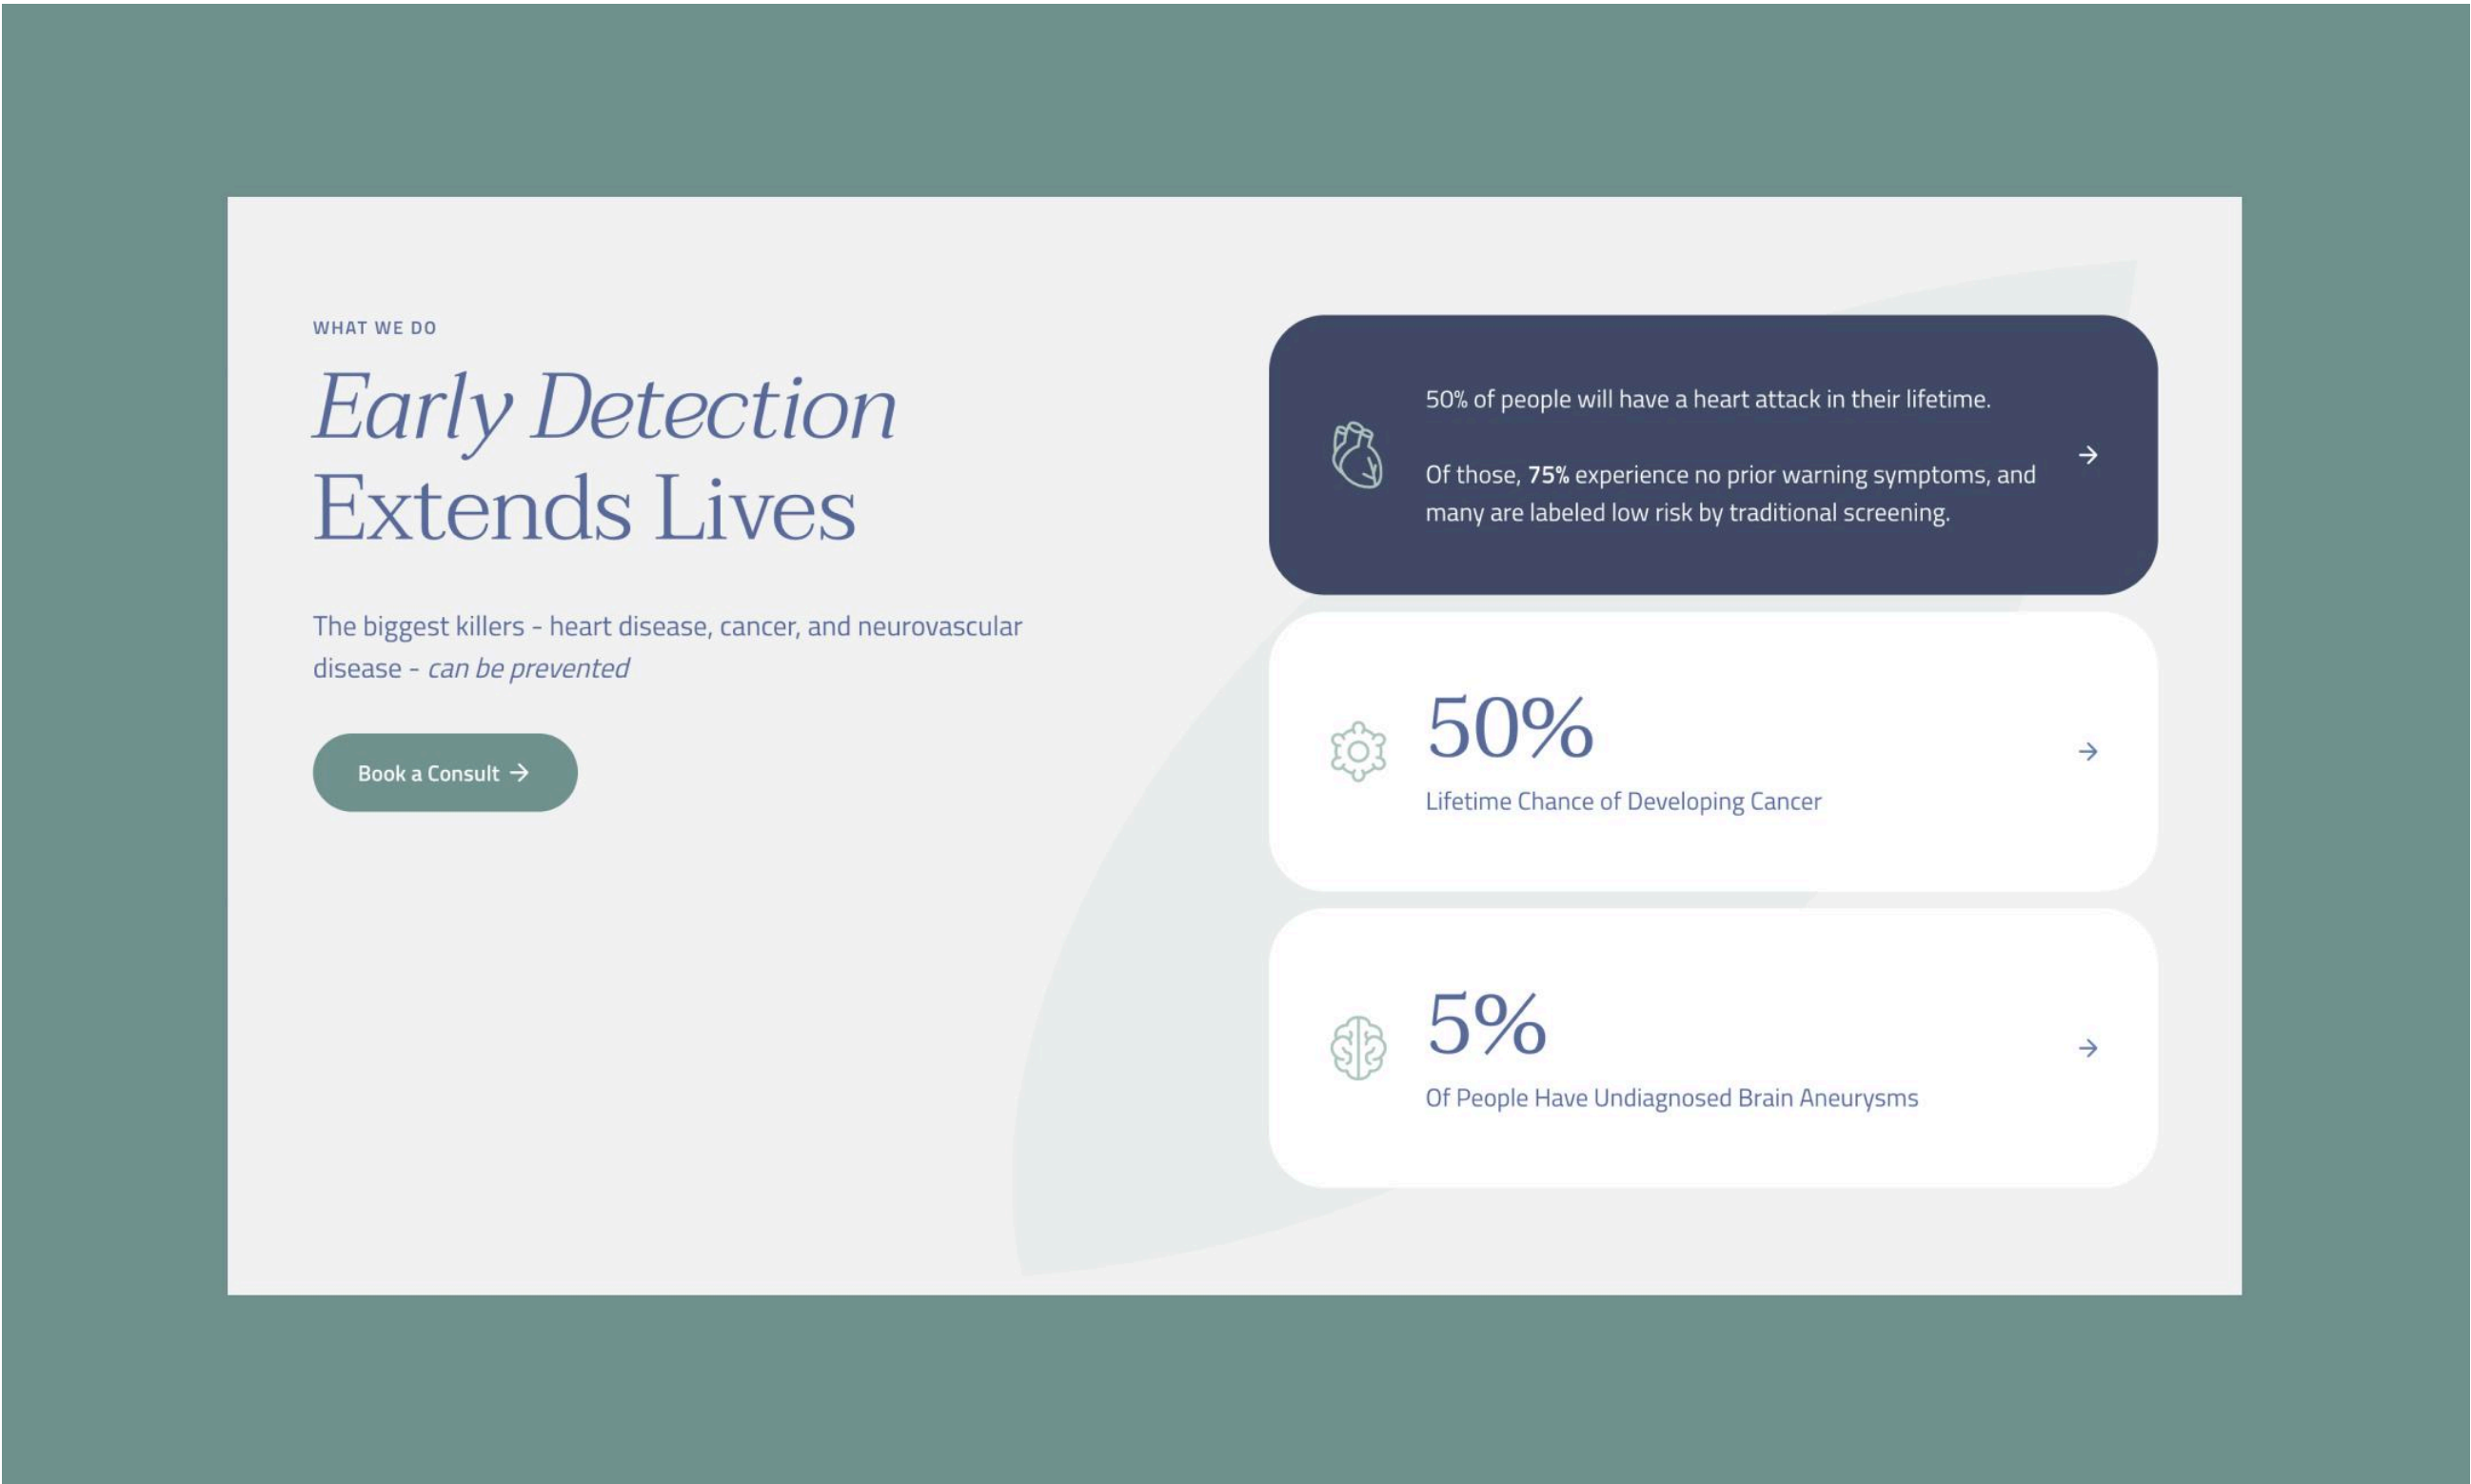 WHAT WE DO
Early Detection
Extends Lives
The biggest killers - heart disease, cancer, and neurovascular
disease - can be prevented
Book a Consult →
50% of people will have a heart attack in their lifetime.
Of those, 75% experience no prior warning symptoms, and
many are labeled low risk by traditional screening.
50%
Lifetime Chance of Developing Cancer
5%
Of People Have Undiagnosed Brain Aneurysms